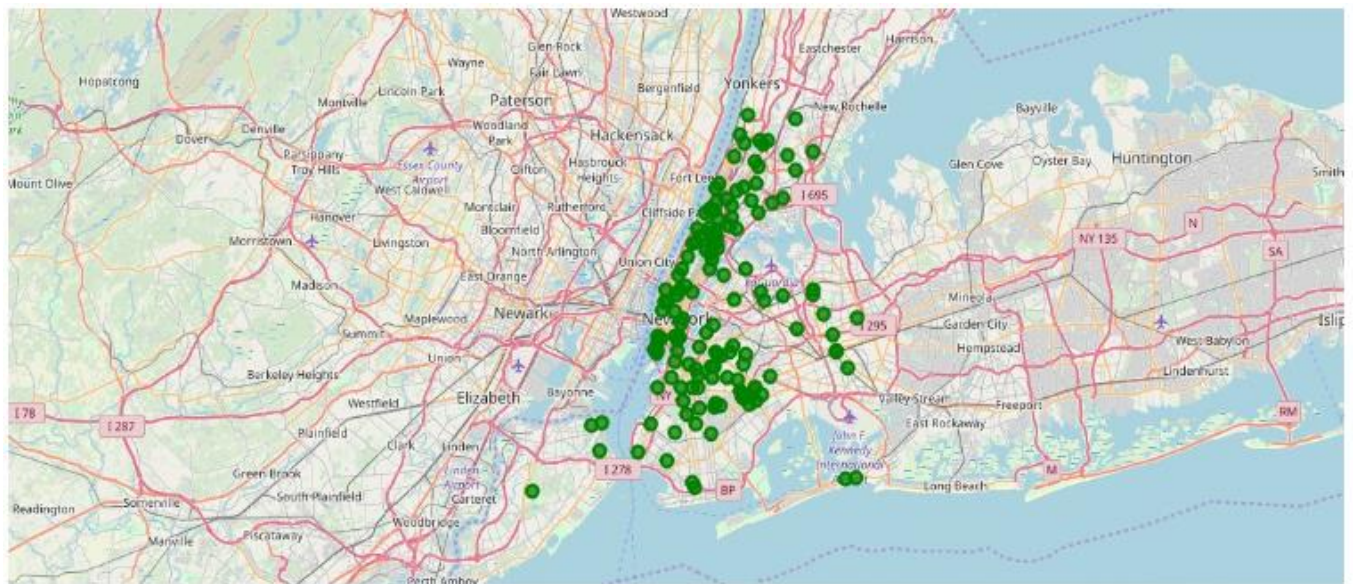 Westwood
Harrison
Eastchester
Glen Rock
Wayne
Fair Lawn
Yonkers
Hopatcong
Lincoln Park
Bergenfield
Paterson
Montville
New Rochelle
Bayville
Woodland
Park
Denville
Hackensack
Dover
Parsippany
Troy Hills
Essex County
Airport
Hasbrouck
Heights
Clifton
Glen Cove
Oyster Bay
Huntington
Mount Olive
West Caldwell
Fort Lee
I 695
Smith
Montclair
Rutherford
Cliffside Pa
Hanover
Bloomfield
N
Morristown
Livingston
North Arlington
NY 135
SA
Union City
East Orange
Madison
Mineola
Maplewood
Newark
New York
I 295
Garden City
Islip
Summit
Hempstead
West Babylon
Union
Berkeley Heights
Lindenhurst
Bayonne
NY
Westfield
Elizabeth
Valley Stream
Freeport
I 78
I 287
RM
Plainfield
East Rockaway
Clark
Linden
John F.
Kennedy
International
Green Brook
Linden
Airport
I 278
M
South Plainfield
Carteret
BP
Long Beach
Somerville
Readington
Woodbridge
Piscataway
Manville
Perth Amboy